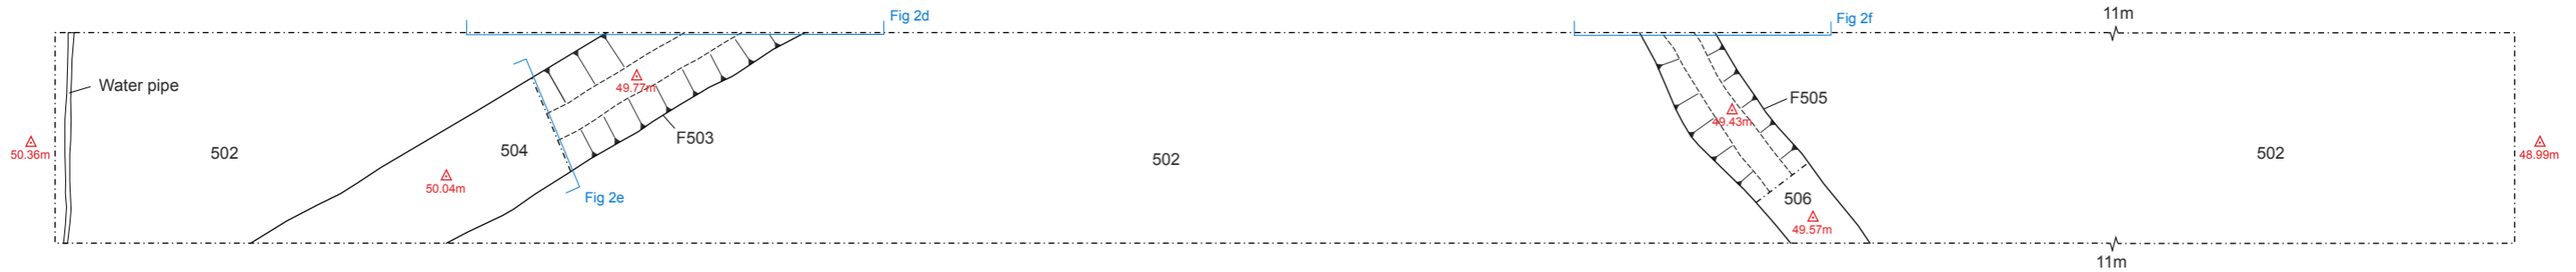 Fig 2d
Fig 2f
11m
Water pipe
49.77m
F505
F503
49.43m
50.36m
502
504
502
502
48.99m
50.04m
Fig 2e
506
49.57m
11m